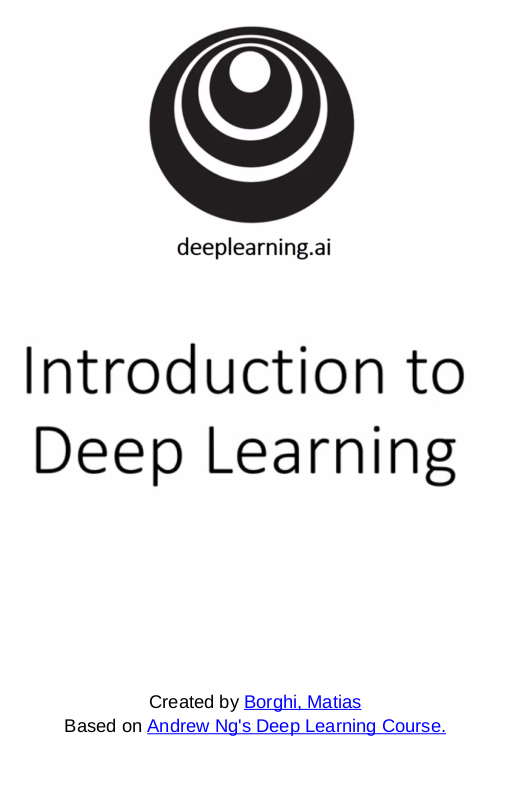 deeplearning.ai
Introduction to
Deep Learning
Created by Borghi, Matias
Based on Andrew Ng's Deep Learning Course.